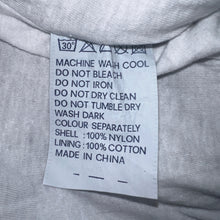 30°
MACHINE WASH COOL
DO NOT BLEACH
DO NOT IRON
DO NOT DRY CLEAN
DO NOT TUMBLE DRY
WASH DARK
COLOUR SEPARATELY
SHELL :100% NYLON
LINING: 100% COTTON
MADE IN CHINA